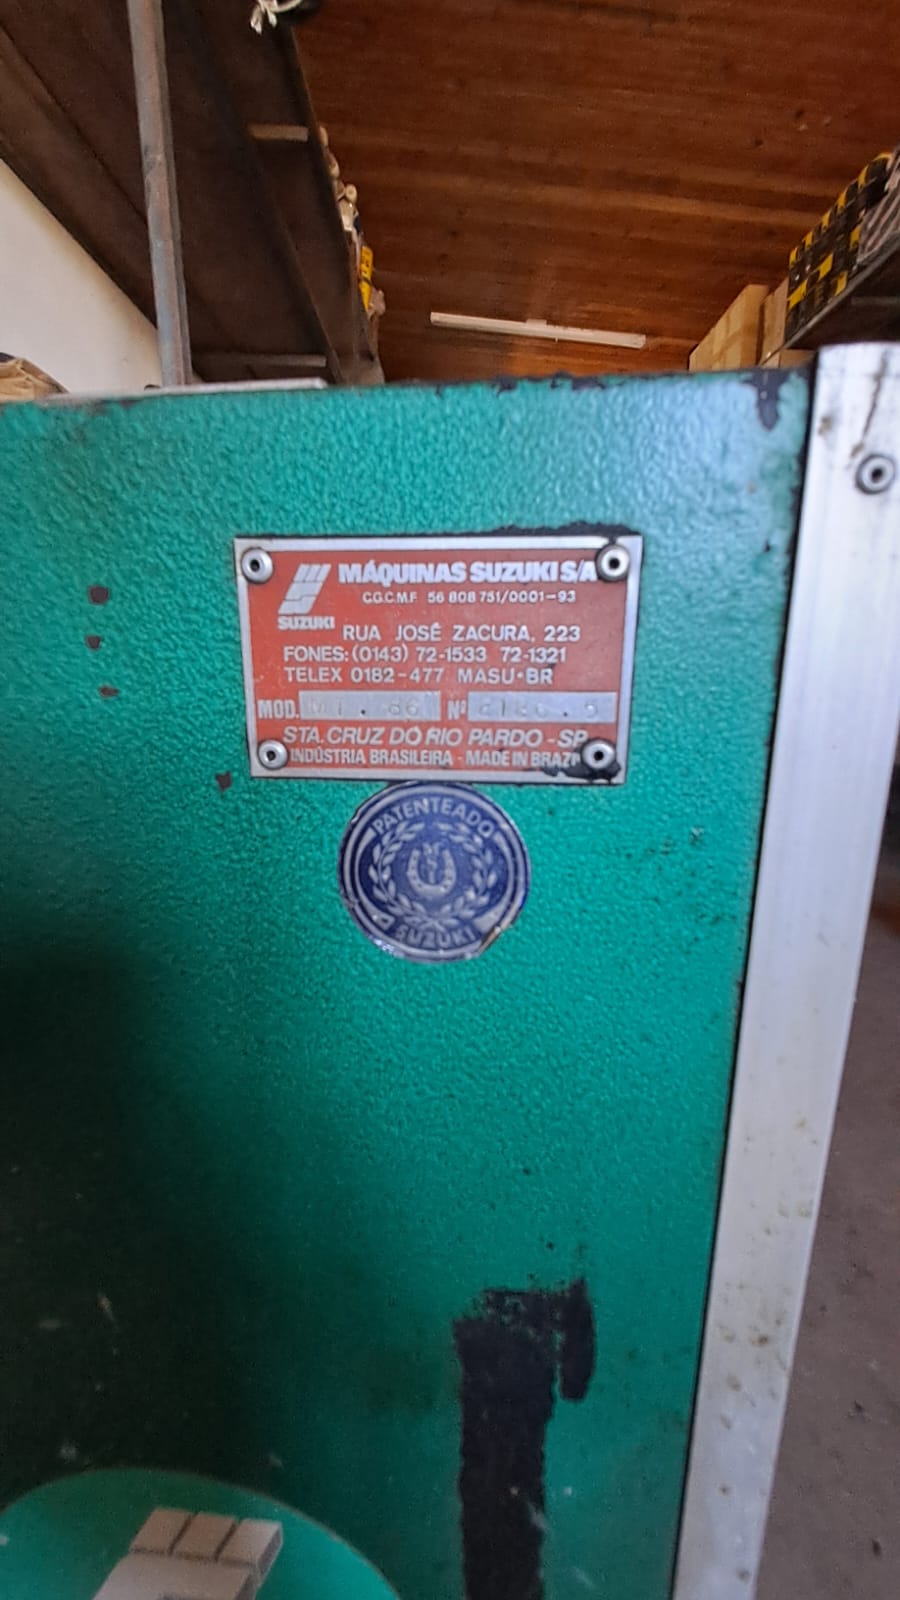 MÁQUINAS SUZUKI S/A
C.G.C.M.F. 56 808 751/0001-93
SUZUKI
RUA JOSÉ ZACURA, 223
FONES: (0143) 72-1533 72-1321
TELEX 0182-477 MASU·BR
MOD. Nº
STA. CRUZ DO RIO PARDO - SP
INDÚSTRIA BRASILEIRA - MADE IN BRAZIL
PATENTEADO
SUZUKI